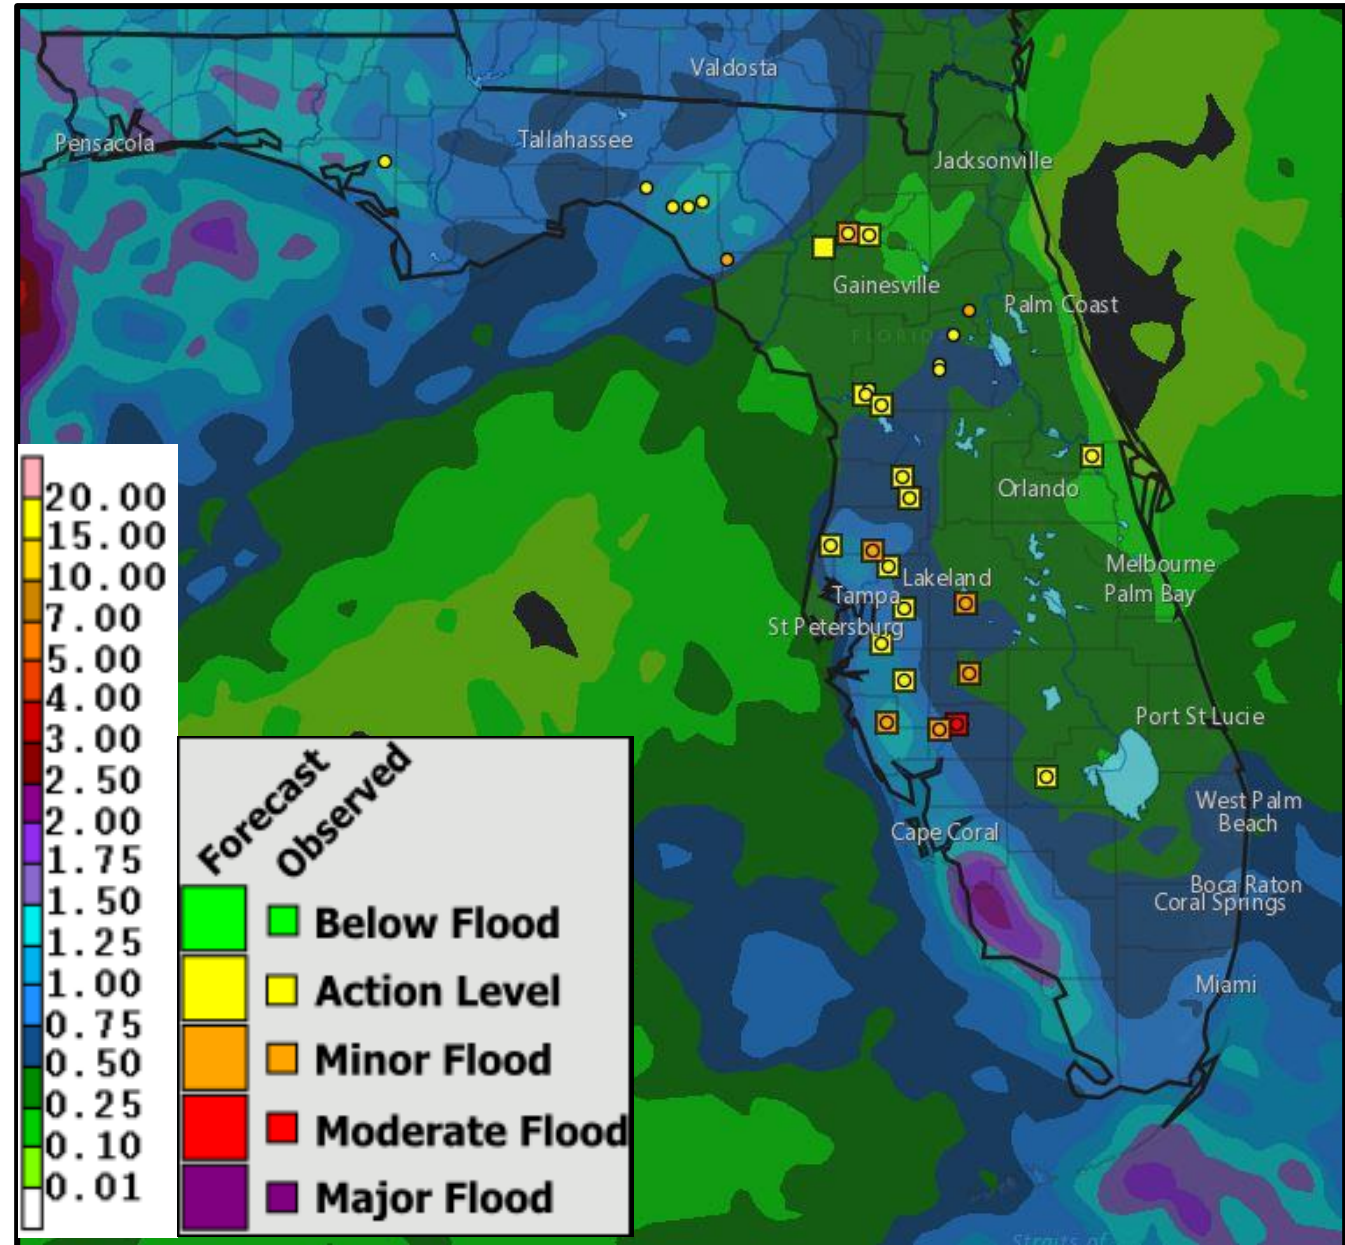 Valdosta
Pensacola
Tallahassee
Jacksonville
Gainesville
Palm Coast
FLORID
Orlando
Melbourne
Lakeland
Palm Bay
Tampa
St Petersburg
Port St Lucie
West Palm
Beach
Cape Coral
Boca Raton
Coral Springs
Miami
Straits of
20.00
15.00
10.00
7.00
5.00
4.00
3.00
2.50
2.00
1.75
1.50
1.25
1.00
0.75
0.50
0.25
0.10
0.01
Forecast
Observed
Below Flood
Action Level
Minor Flood
Moderate Flood
Major Flood